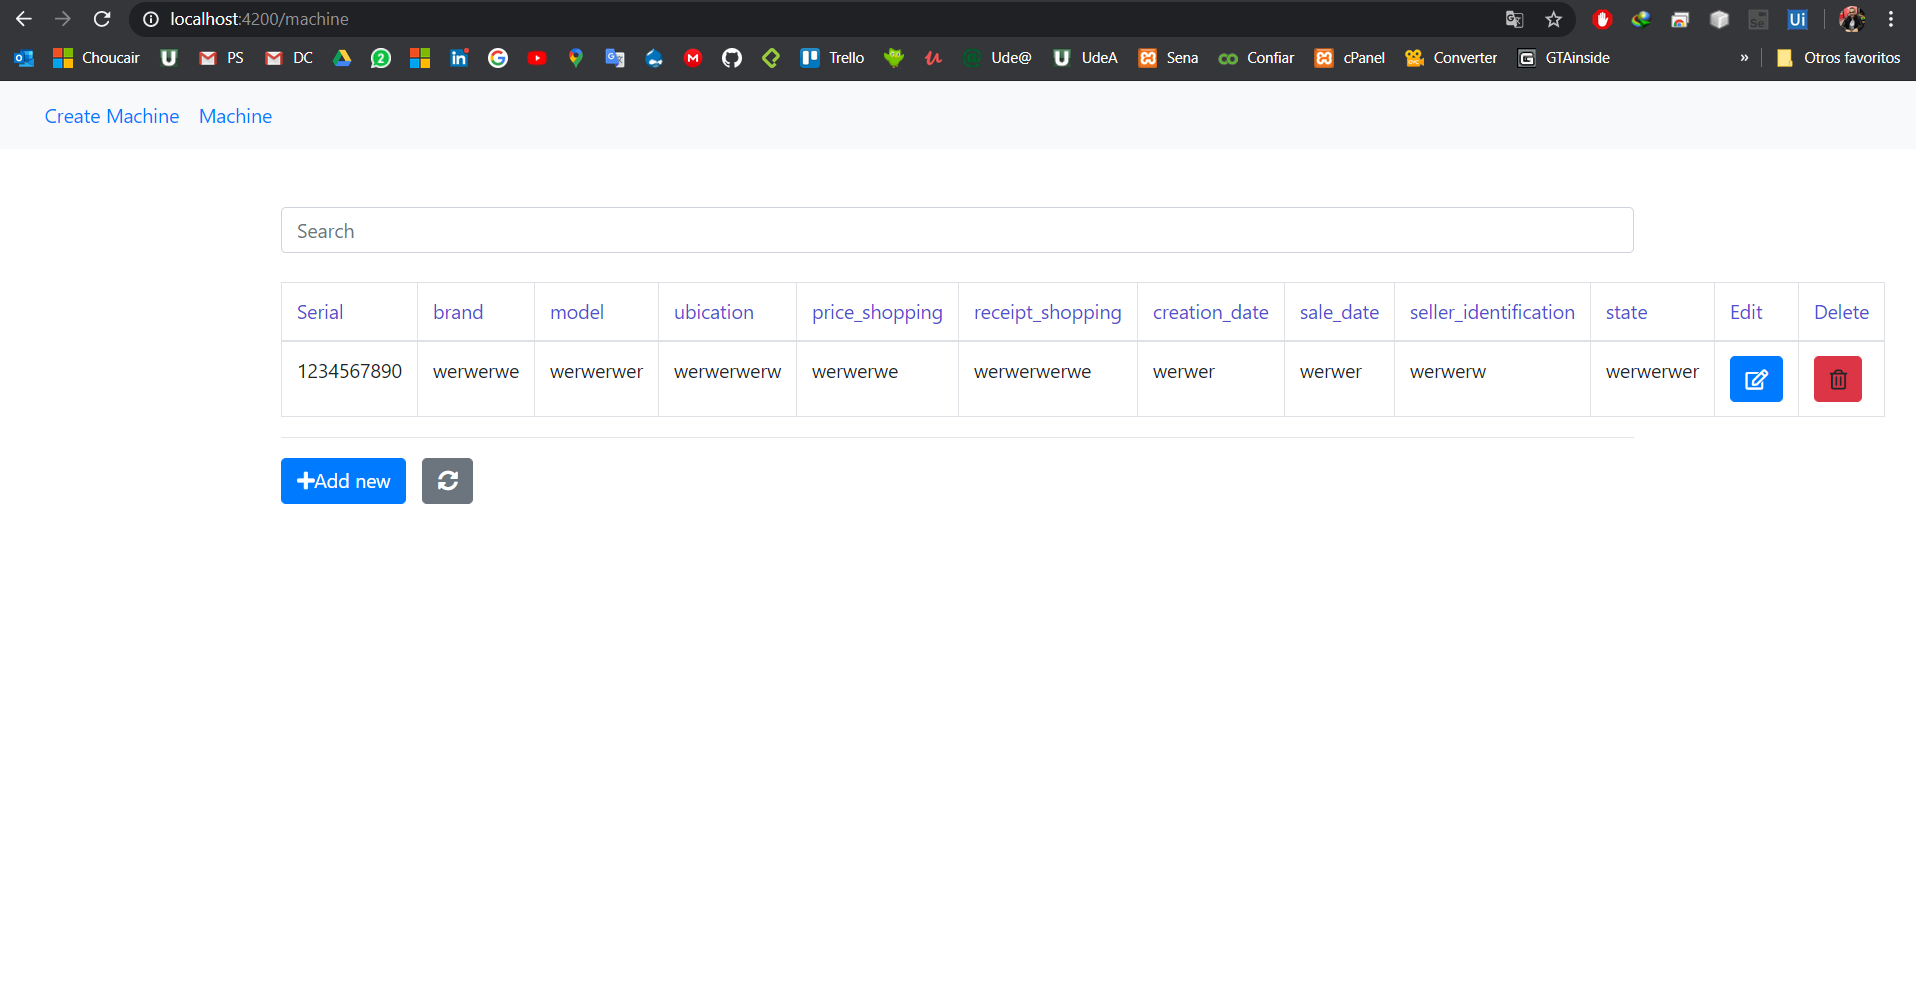 localhost:4200/machine
Choucair PS DC Trello Ude@ UdeA Sena Confiar cPanel Converter GTAinside » Otros favoritos
Create Machine Machine
Search
Serial brand model ubication price_shopping receipt_shopping creation_date sale_date seller_identification state Edit Delete
1234567890 werwerwe werwerwer werwerwerw werwerwe werwerwerwe werwer werwer werwerw werwerwer
Add new